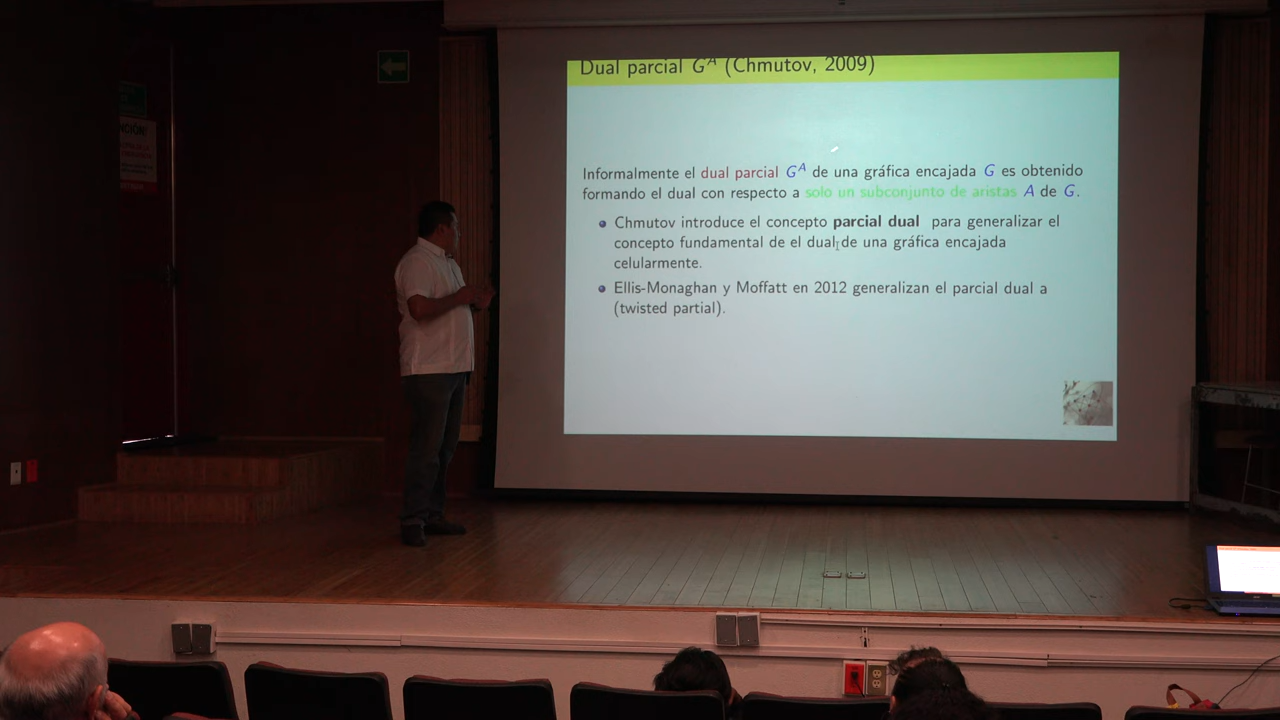 Dual parcial G^A (Chmutov, 2009)
Informalmente el dual parcial G^A de una gráfica encajada G es obtenido
formando el dual con respecto a solo un subconjunto de aristas A de G.
Chmutov introduce el concepto parcial dual para generalizar el
concepto fundamental de el dual de una gráfica encajada
celularmente.
Ellis-Monaghan y Moffatt en 2012 generalizan el parcial dual a
(twisted partial).